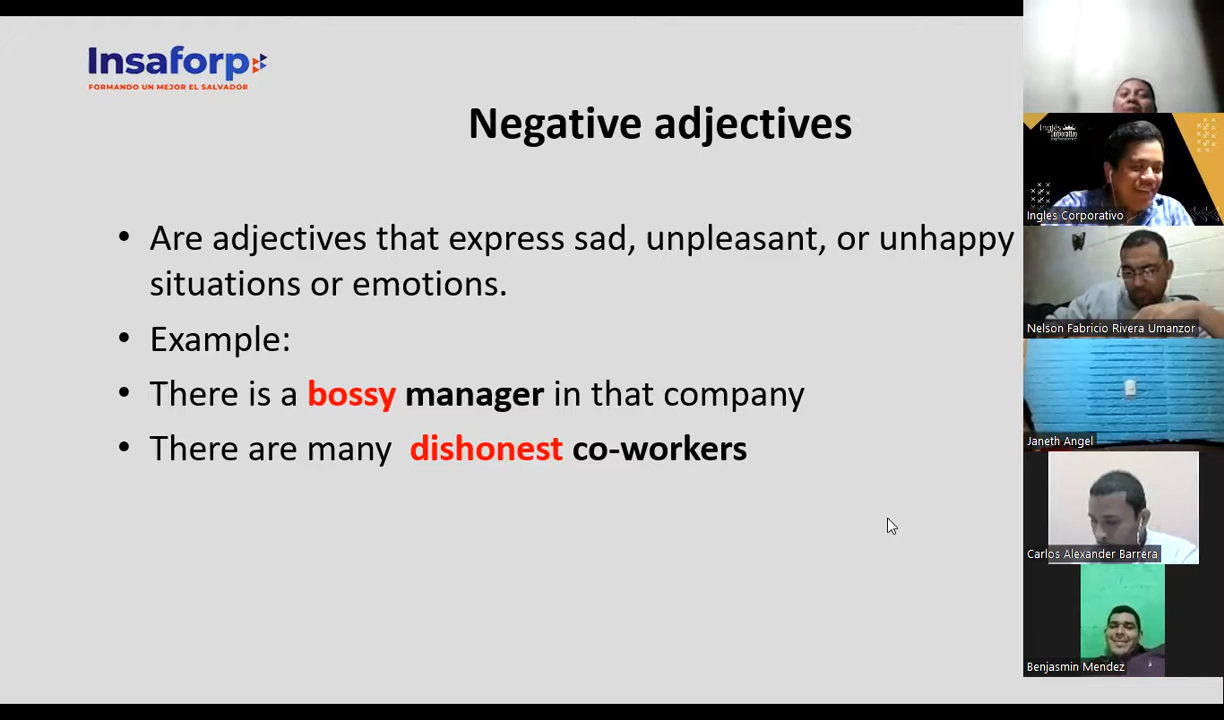 Insaforp
FORMANDO UN MEJOR EL SALVADOR
Negative adjectives
• Are adjectives that express sad, unpleasant, or unhappy
situations or emotions.
• Example:
• There is a bossy manager in that company
• There are many dishonest co-workers
Inglés
Corporativo
Ingles Corporativo
Nelson Fabricio Rivera Umanzor
Janeth Angel
Carlos Alexander Barrera
Benjasmin Mendez